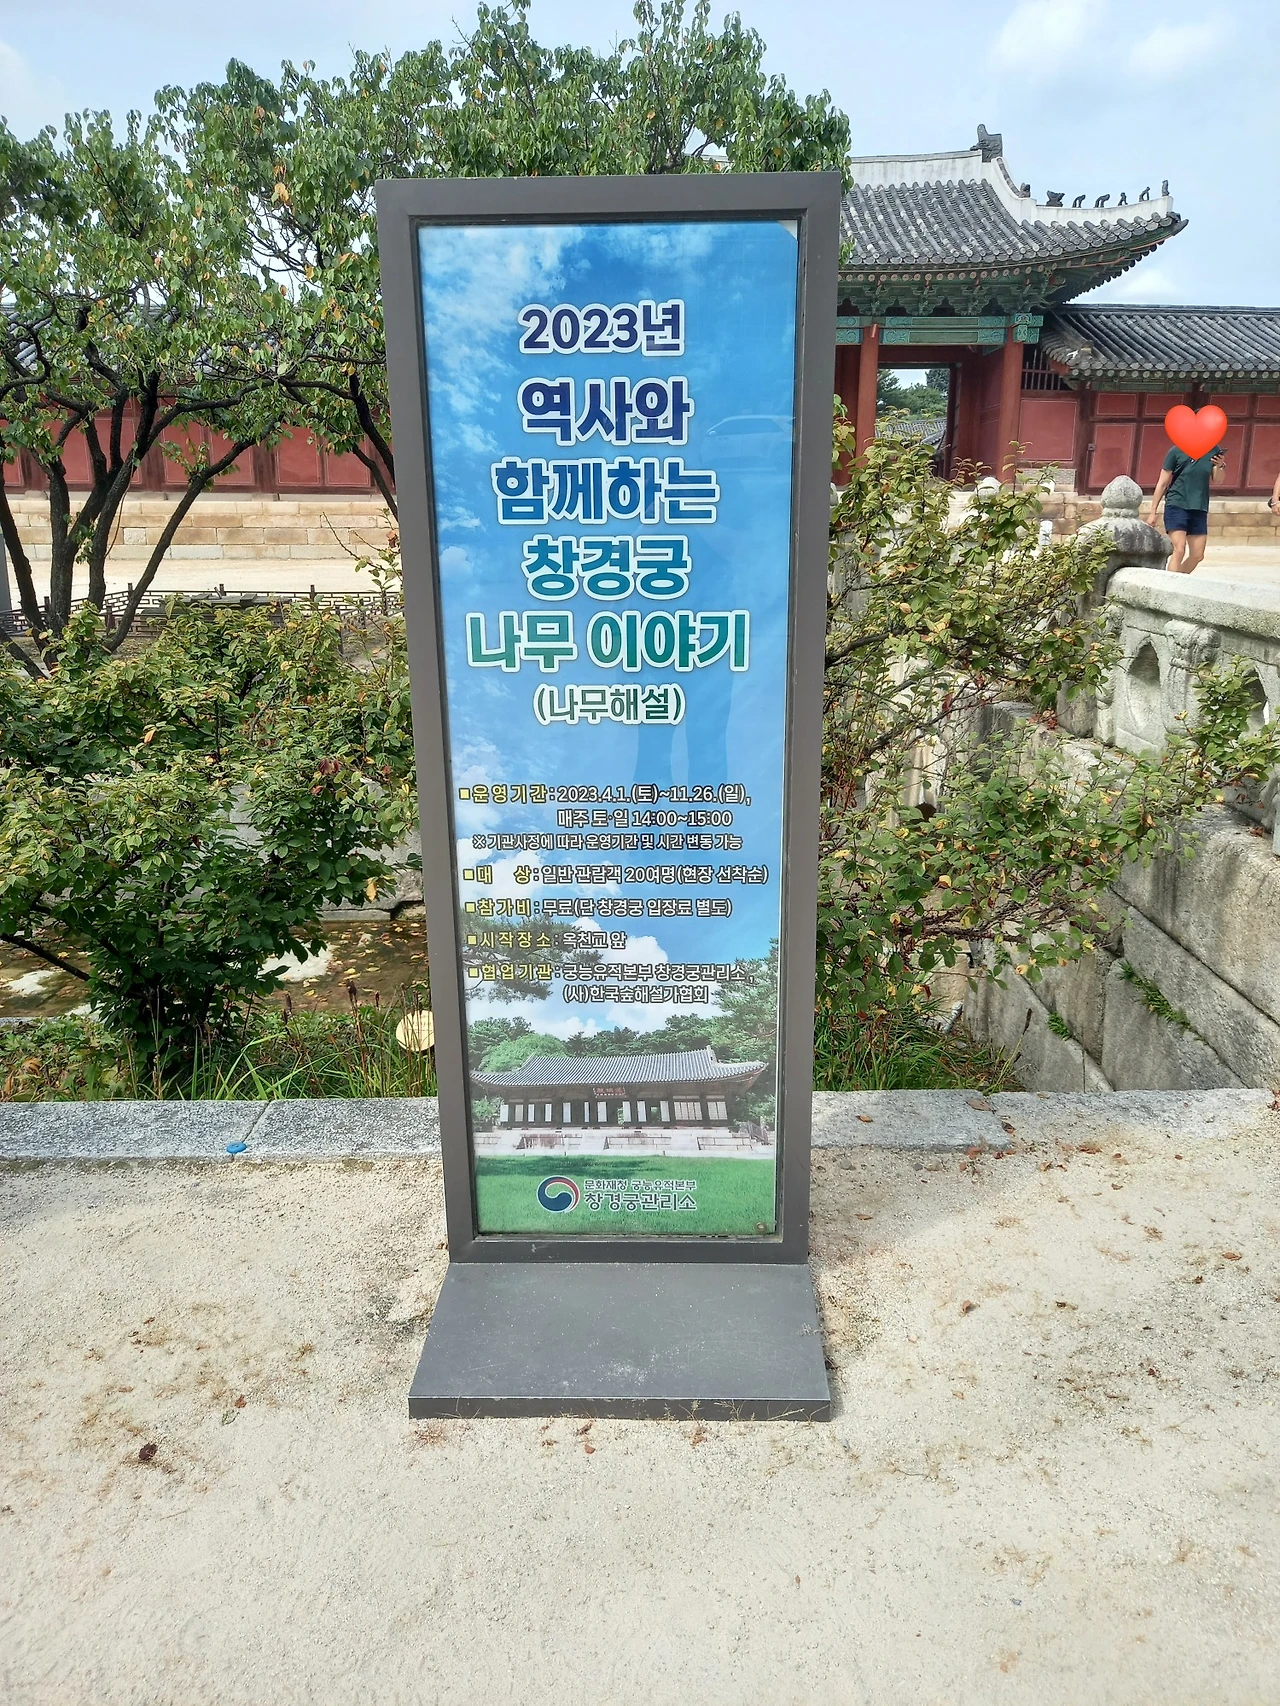 2023년
역사와
함께하는
창경궁
나무 이야기
(나무해설)
■운영기간 : 2023.4.1.(토)~11.26.(일),
매주 토·일 14:00~15:00
※ 기관사정에 따라 운영기간 및 시간 변동 가능
■대 상 : 일반 관람객 20여명(현장 선착순)
■참가비 : 무료(단 창경궁 입장료 별도)
■시작장소 : 옥천교 앞
■협업기관 : 궁능유적본부 창경궁관리소,
(사)한국숲해설가협회
문화재청 궁능유적본부
창경궁관리소